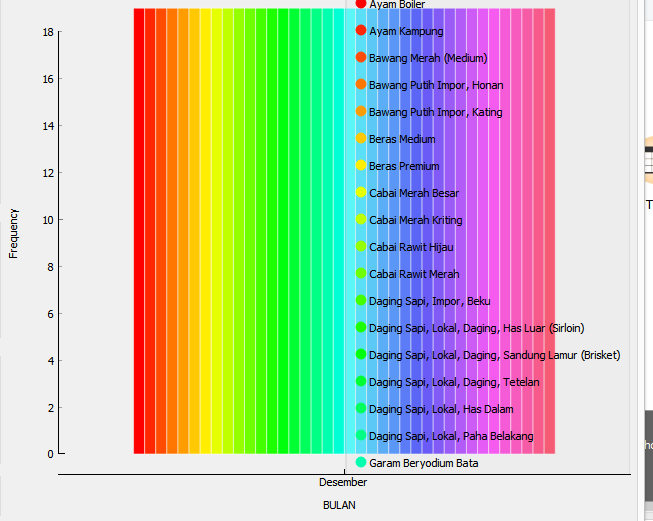 Ayam Boiler
18
Ayam Kampung
Bawang Merah (Medium)
16
Bawang Putih Impor, Honan
14
Bawang Putih Impor, Kating
Beras Medium
12
Beras Premium
Cabai Merah Besar
10
Cabai Merah Kriting
Frequency
Cabai Rawit Hijau
8
Cabai Rawit Merah
Daging Sapi, Impor, Beku
6
Daging Sapi, Lokal, Daging, Has Luar (Sirloin)
4
Daging Sapi, Lokal, Daging, Sandung Lamur (Brisket)
Daging Sapi, Lokal, Daging, Tetelan
2
Daging Sapi, Lokal, Has Dalam
Daging Sapi, Lokal, Paha Belakang
0
Garam Beryodium Bata
Desember
BULAN
T